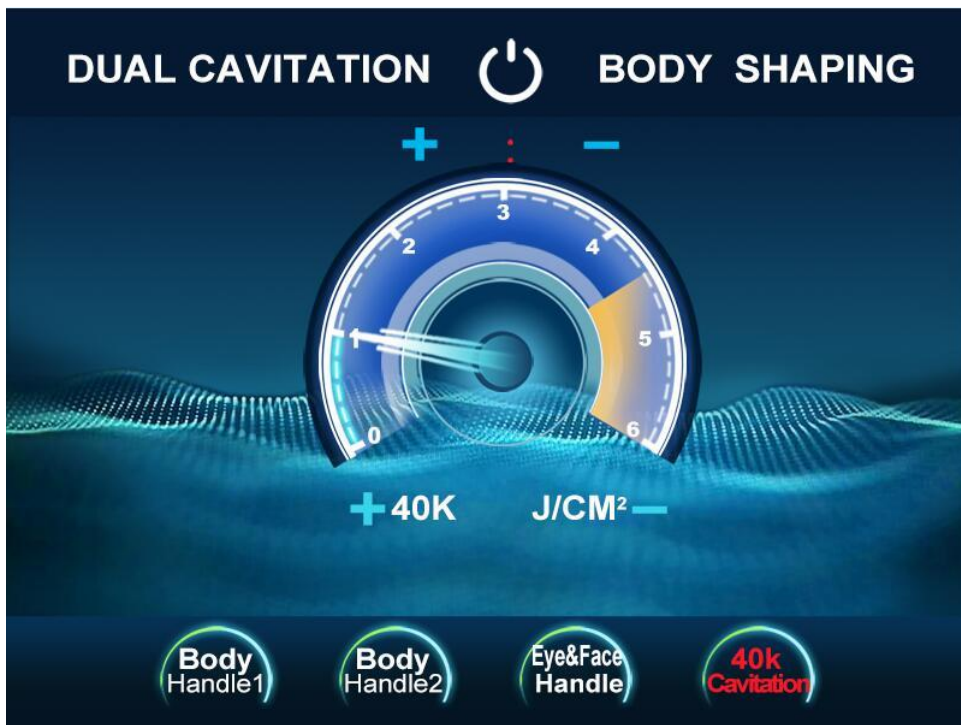 DUAL CAVITATION BODY SHAPING
+ : −
3
2 4
1 5
0 6
+ 40K J/CM² −
Body Body Eye&Face 40k
Handle1 Handle2 Handle Cavitation